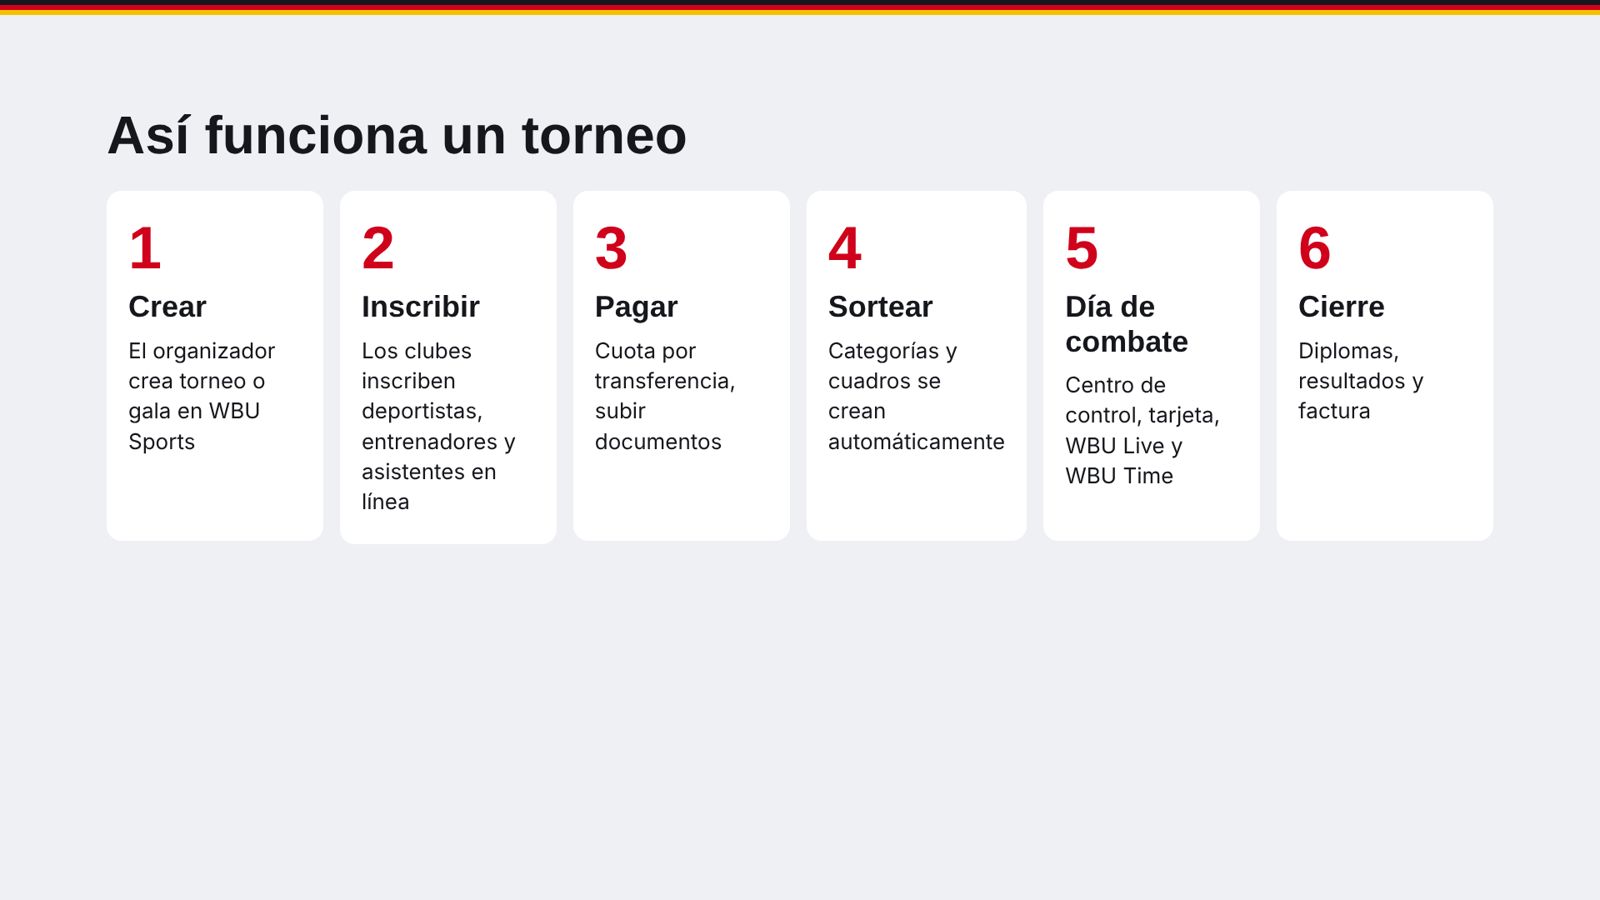 Así funciona un torneo
1
Crear
El organizador
crea torneo o
gala en WBU
Sports
2
Inscribir
Los clubes
inscriben
deportistas,
entrenadores y
asistentes en
línea
3
Pagar
Cuota por
transferencia,
subir
documentos
4
Sortear
Categorías y
cuadros se
crean
automáticamente
5
Día de
combate
Centro de
control, tarjeta,
WBU Live y
WBU Time
6
Cierre
Diplomas,
resultados y
factura